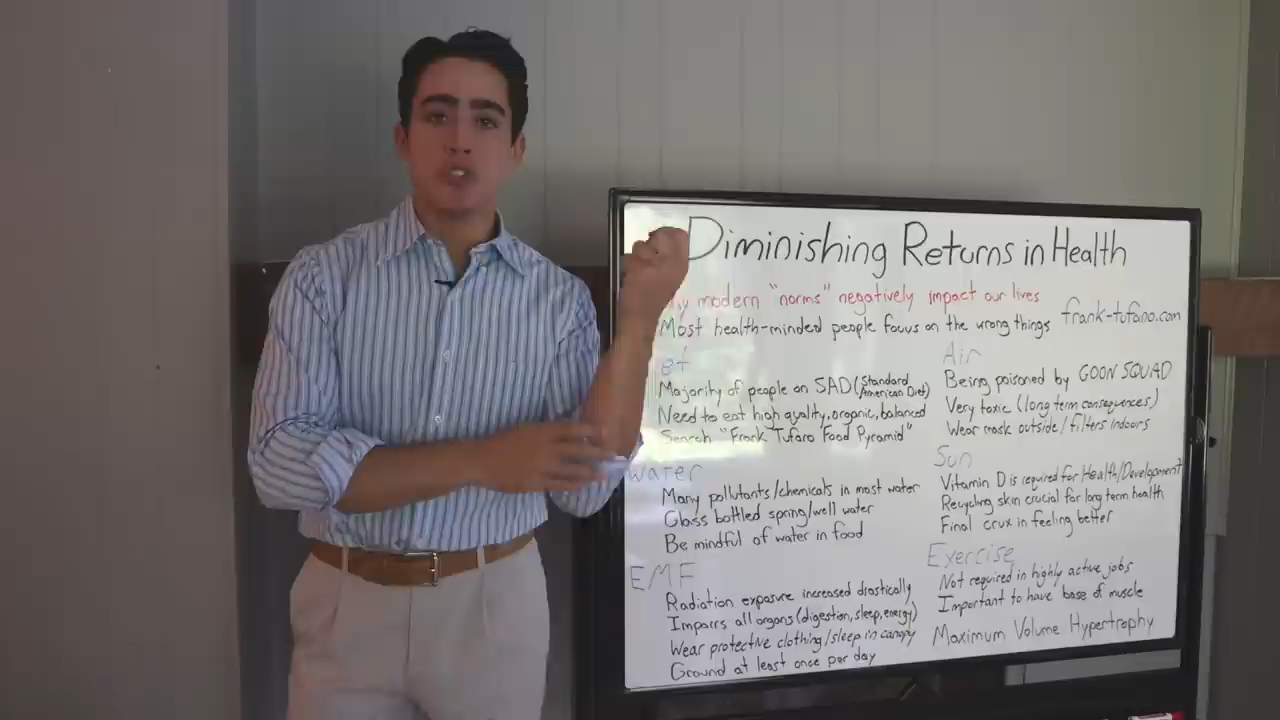 Diminishing Returns in Health
modern "norms" negatively impact our lives
Most health-minded people focus on the wrong things
frank-tufano.com
et
Majority of people on SAD (Standard American Diet)
Need to eat high quality, organic, balanced
Search "Frank Tufano Food Pyramid"
Water
Many pollutants/chemicals in most water
Glass bottled spring/well water
Be mindful of water in food
EMF
Radiation exposure increased drastically
Impairs all organs (digestion, sleep, energy)
Wear protective clothing/sleep in canopy
Ground at least once per day
Air
Being poisoned by GOON SQUAD
Very toxic (long term consequences)
Wear mask outside/filters indoors
Sun
Vitamin D is required for Health/Development
Recycling skin crucial for long term health
Final crux in feeling better
Exercise
Not required in highly active jobs
Important to have base of muscle
Maximum Volume Hypertrophy